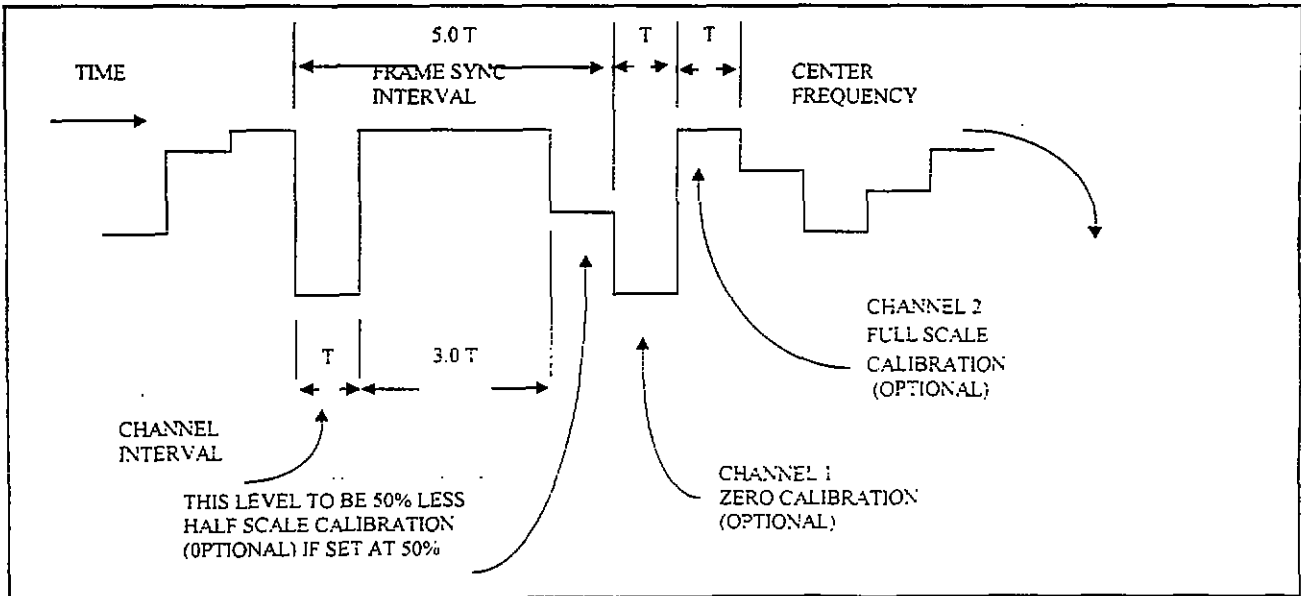 5.0 T
T
T
TIME
FRAME SYNC
INTERVAL
CENTER
FREQUENCY
T
3.0 T
CHANNEL 2
FULL SCALE
CALIBRATION
(OPTIONAL)
CHANNEL
INTERVAL
THIS LEVEL TO BE 50% LESS
HALF SCALE CALIBRATION
(0PTIONAL) IF SET AT 50%
CHANNEL 1
ZERO CALIBRATION
(OPTIONAL)